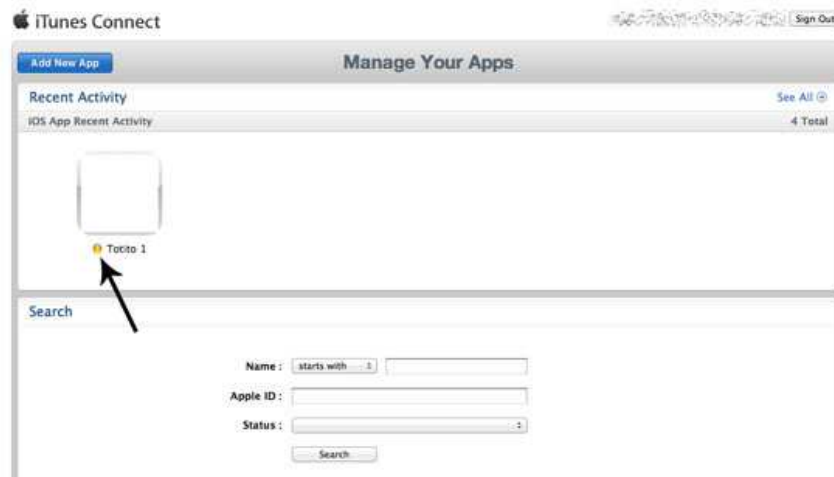 iTunes Connect
Sign Out
Add New App
Manage Your Apps
Recent Activity
See All
iOS App Recent Activity
4 Total
Totito 1
Search
Name : starts with
Apple ID :
Status :
Search